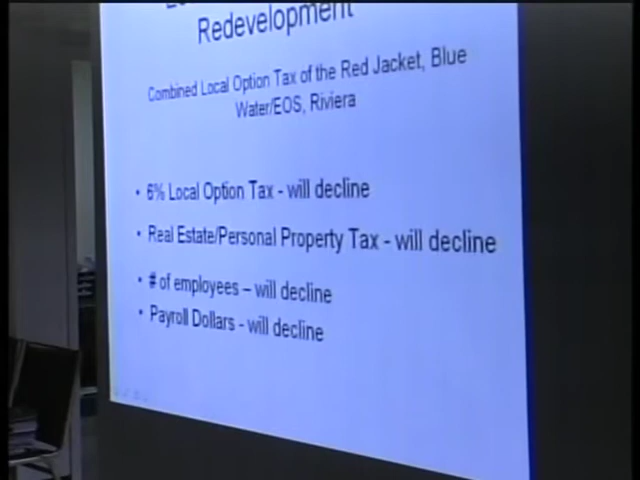 Redevelopment
Combined Local Option Tax of the Red Jacket, Blue
Water/EOS, Riviera
• 6% Local Option Tax - will decline
• Real Estate/Personal Property Tax - will decline
• # of employees – will decline
• Payroll Dollars - will decline